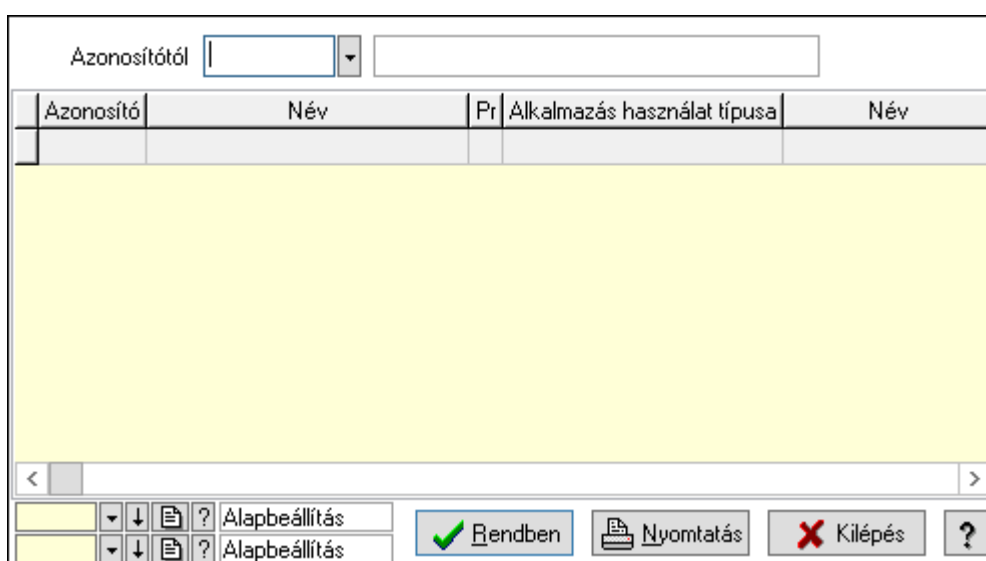 Azonosítótól
Azonosító Név Pr Alkalmazás használat típusa Név
? Alapbeállítás
? Alapbeállítás
Rendben Nyomtatás Kilépés ?